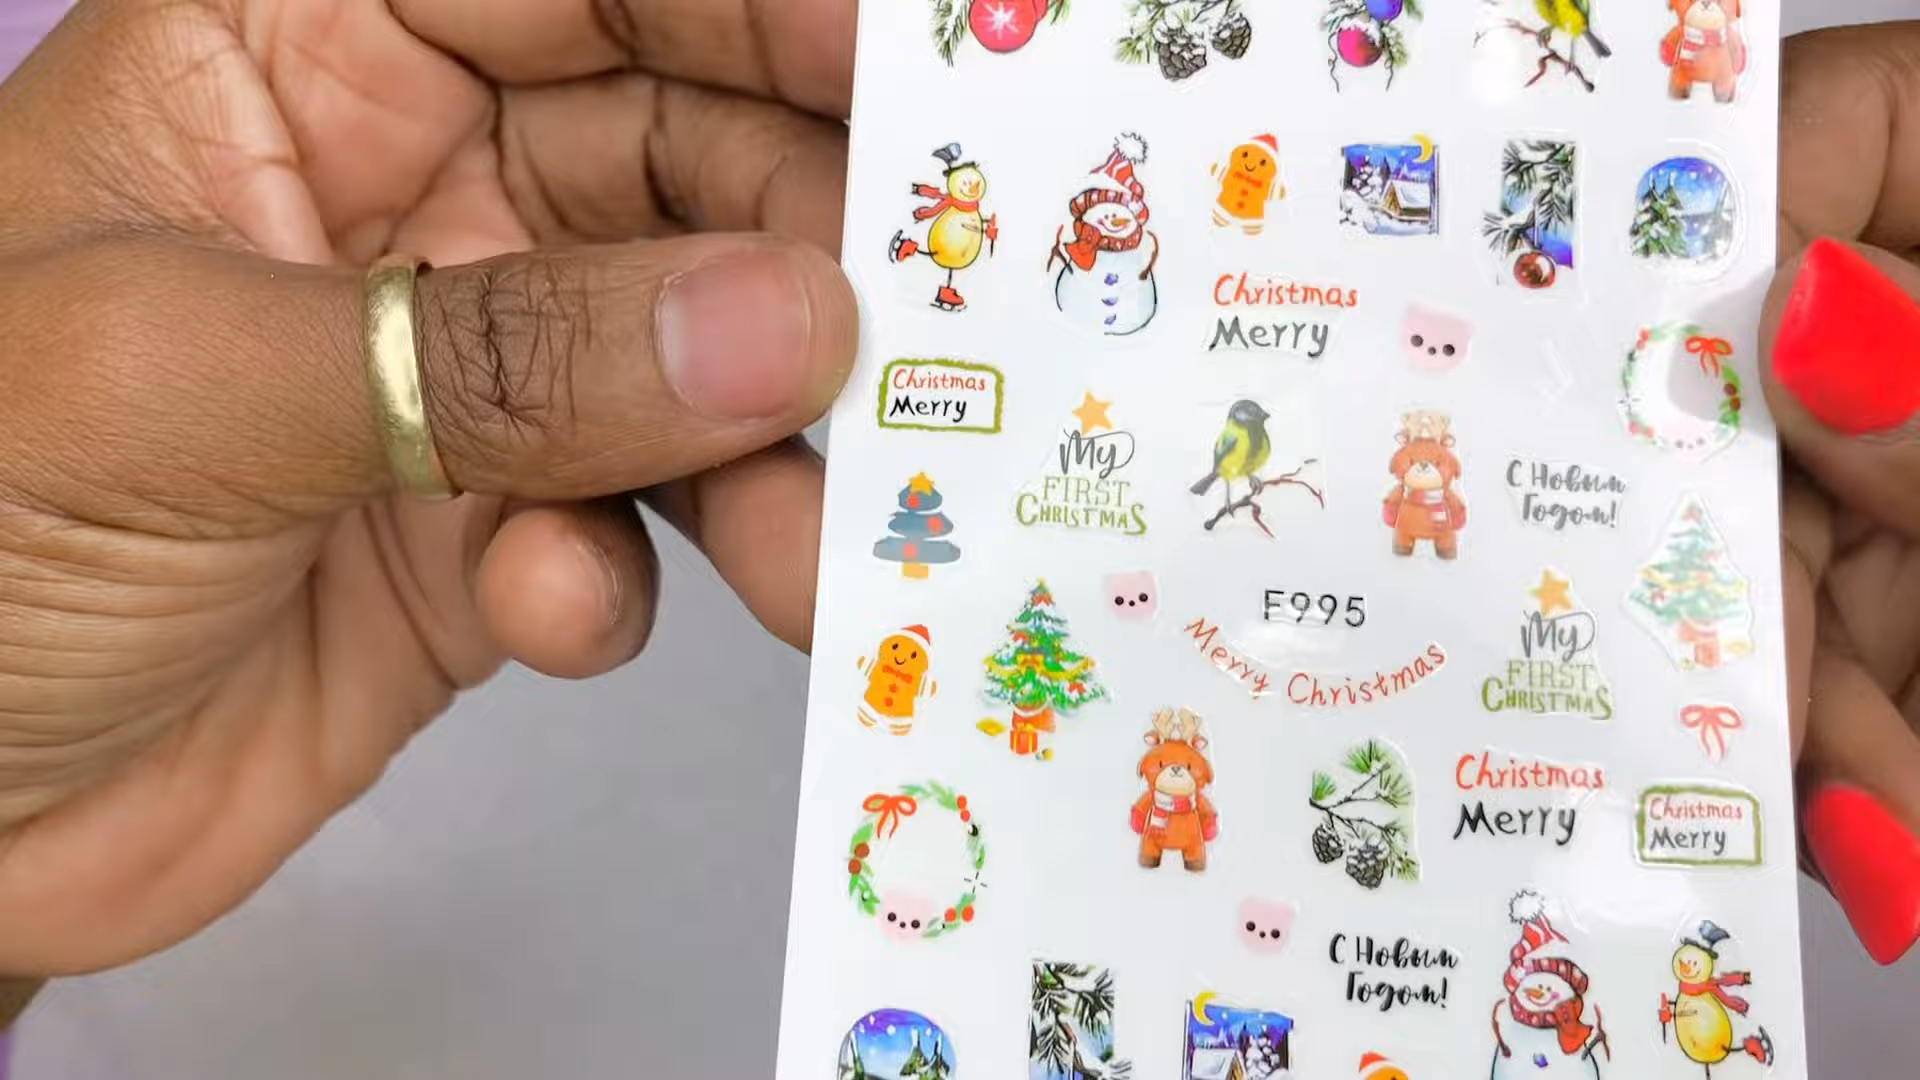 Christmas
Merry
Christmas
Merry
My
FIRST
CHRISTMAS
С Новым
Годом!
F995
Merry Christmas
My
FIRST
CHRISTMAS
Christmas
Merry
Christmas
Merry
С Новым
Годом!